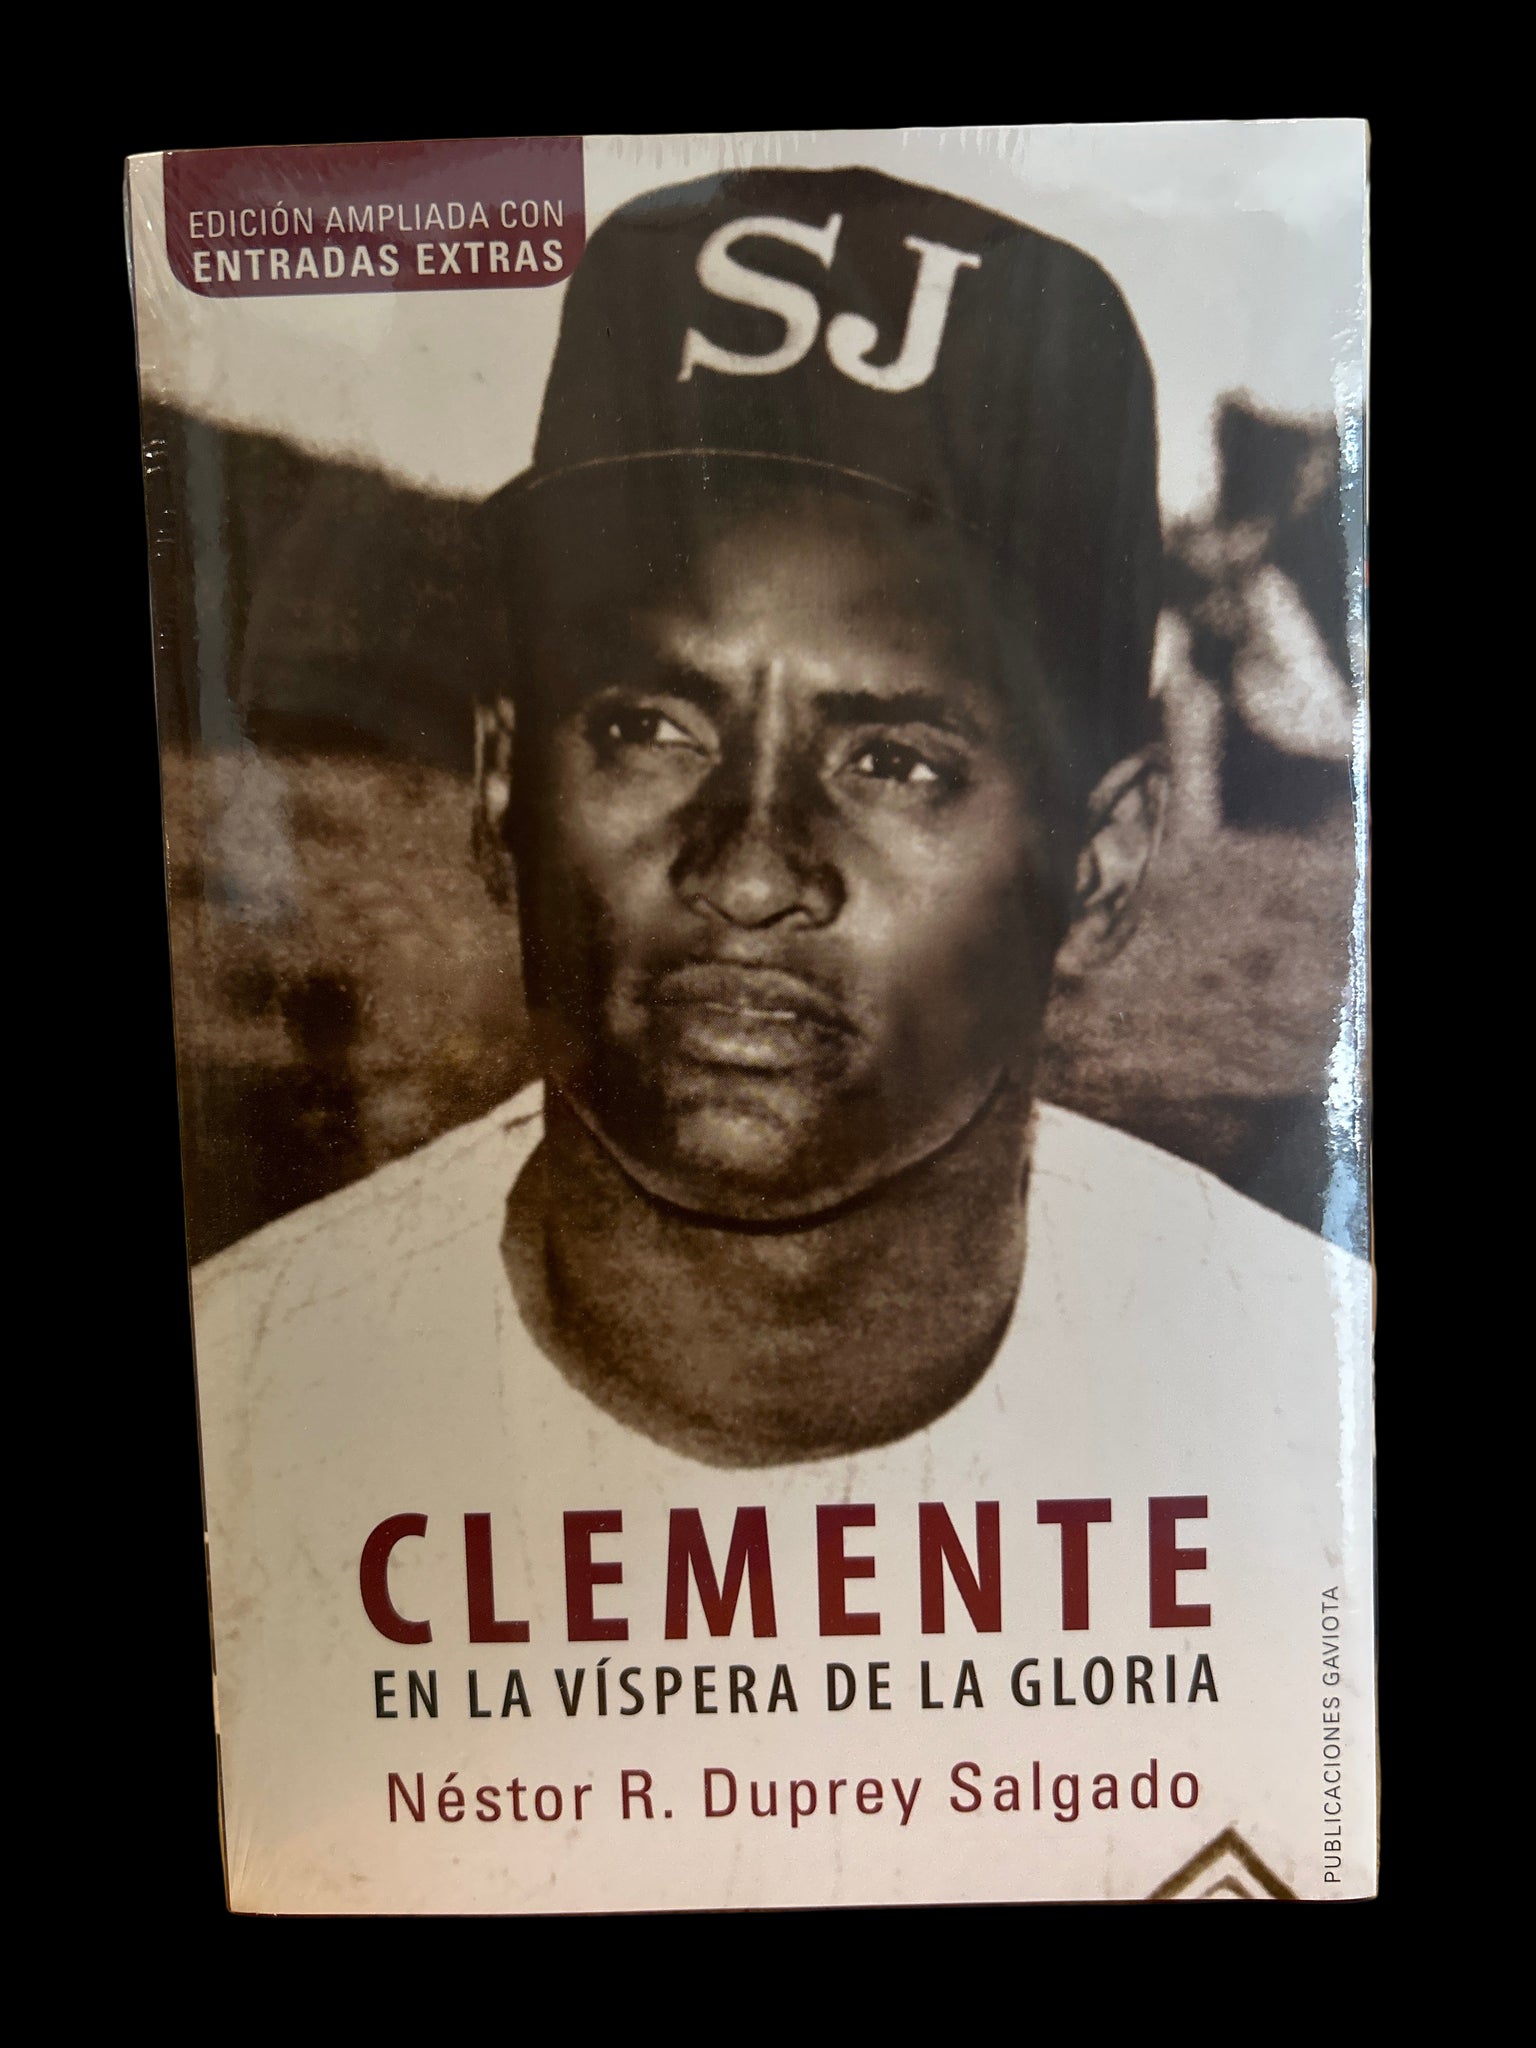 EDICIÓN AMPLIADA CON
ENTRADAS EXTRAS
SJ
CLEMENTE
EN LA VÍSPERA DE LA GLORIA
Néstor R. Duprey Salgado
PUBLICACIONES GAVIOTA